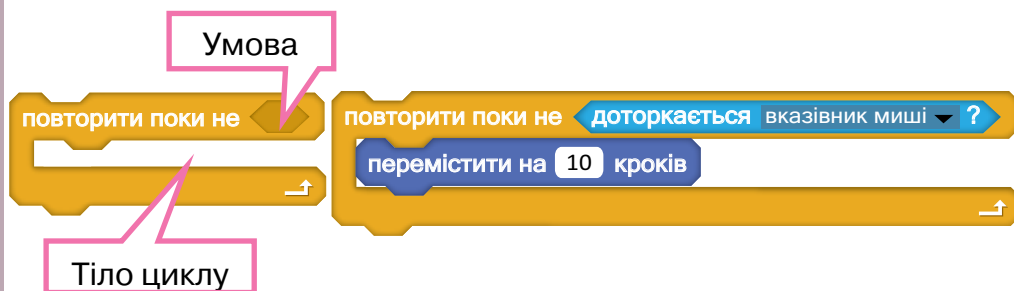 Умова
повторити поки не
повторити поки не доторкається вказівник миші ?
перемістити на 10 кроків
Тіло циклу